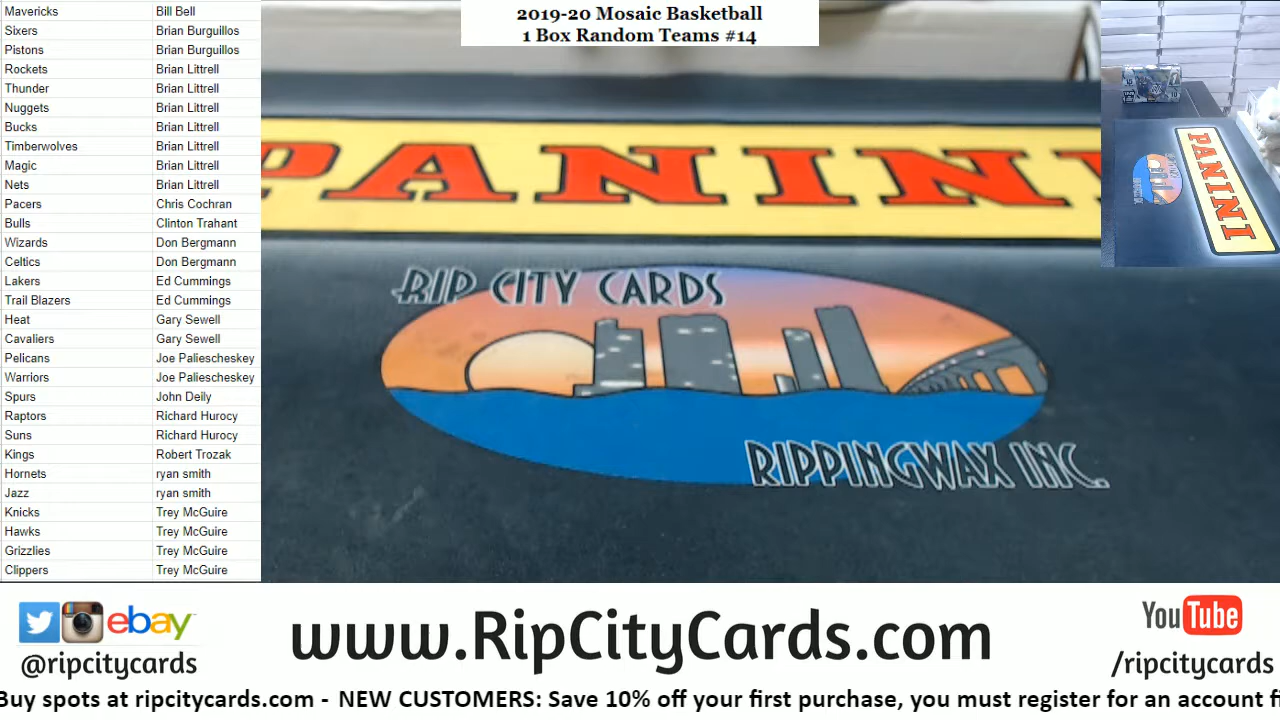 Mavericks Bill Bell
Sixers Brian Burguillos
Pistons Brian Burguillos
Rockets Brian Littrell
Thunder Brian Littrell
Nuggets Brian Littrell
Bucks Brian Littrell
Timberwolves Brian Littrell
Magic Brian Littrell
Nets Brian Littrell
Pacers Chris Cochran
Bulls Clinton Trahant
Wizards Don Bergmann
Celtics Don Bergmann
Lakers Ed Cummings
Trail Blazers Ed Cummings
Heat Gary Sewell
Cavaliers Gary Sewell
Pelicans Joe Paliescheskey
Warriors Joe Paliescheskey
Spurs John Deily
Raptors Richard Hurocy
Suns Richard Hurocy
Kings Robert Trozak
Hornets ryan smith
Jazz ryan smith
Knicks Trey McGuire
Hawks Trey McGuire
Grizzlies Trey McGuire
Clippers Trey McGuire
2019-20 Mosaic Basketball
1 Box Random Teams #14
PANINI
RIP CITY CARDS
RIPPINGWAX INC.
PANINI
ebay
@ripcitycards
www.RipCityCards.com
YouTube
/ripcitycards
Buy spots at ripcitycards.com - NEW CUSTOMERS: Save 10% off your first purchase, you must register for an account fi